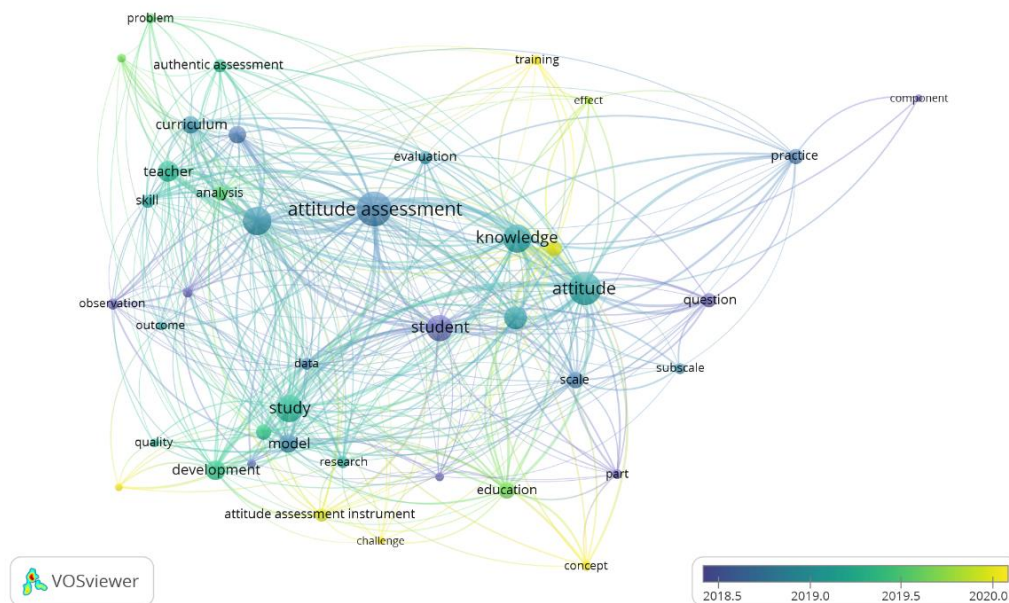 problem
authentic assessment
training
effect
component
curriculum
evaluation
practice
teacher
analysis
skill
attitude assessment
knowledge
attitude
observation
question
outcome
student
data
subscale
scale
study
quality
model
development
research
education
part
attitude assessment instrument
challenge
concept
VOSviewer
2018.5 2019.0 2019.5 2020.0